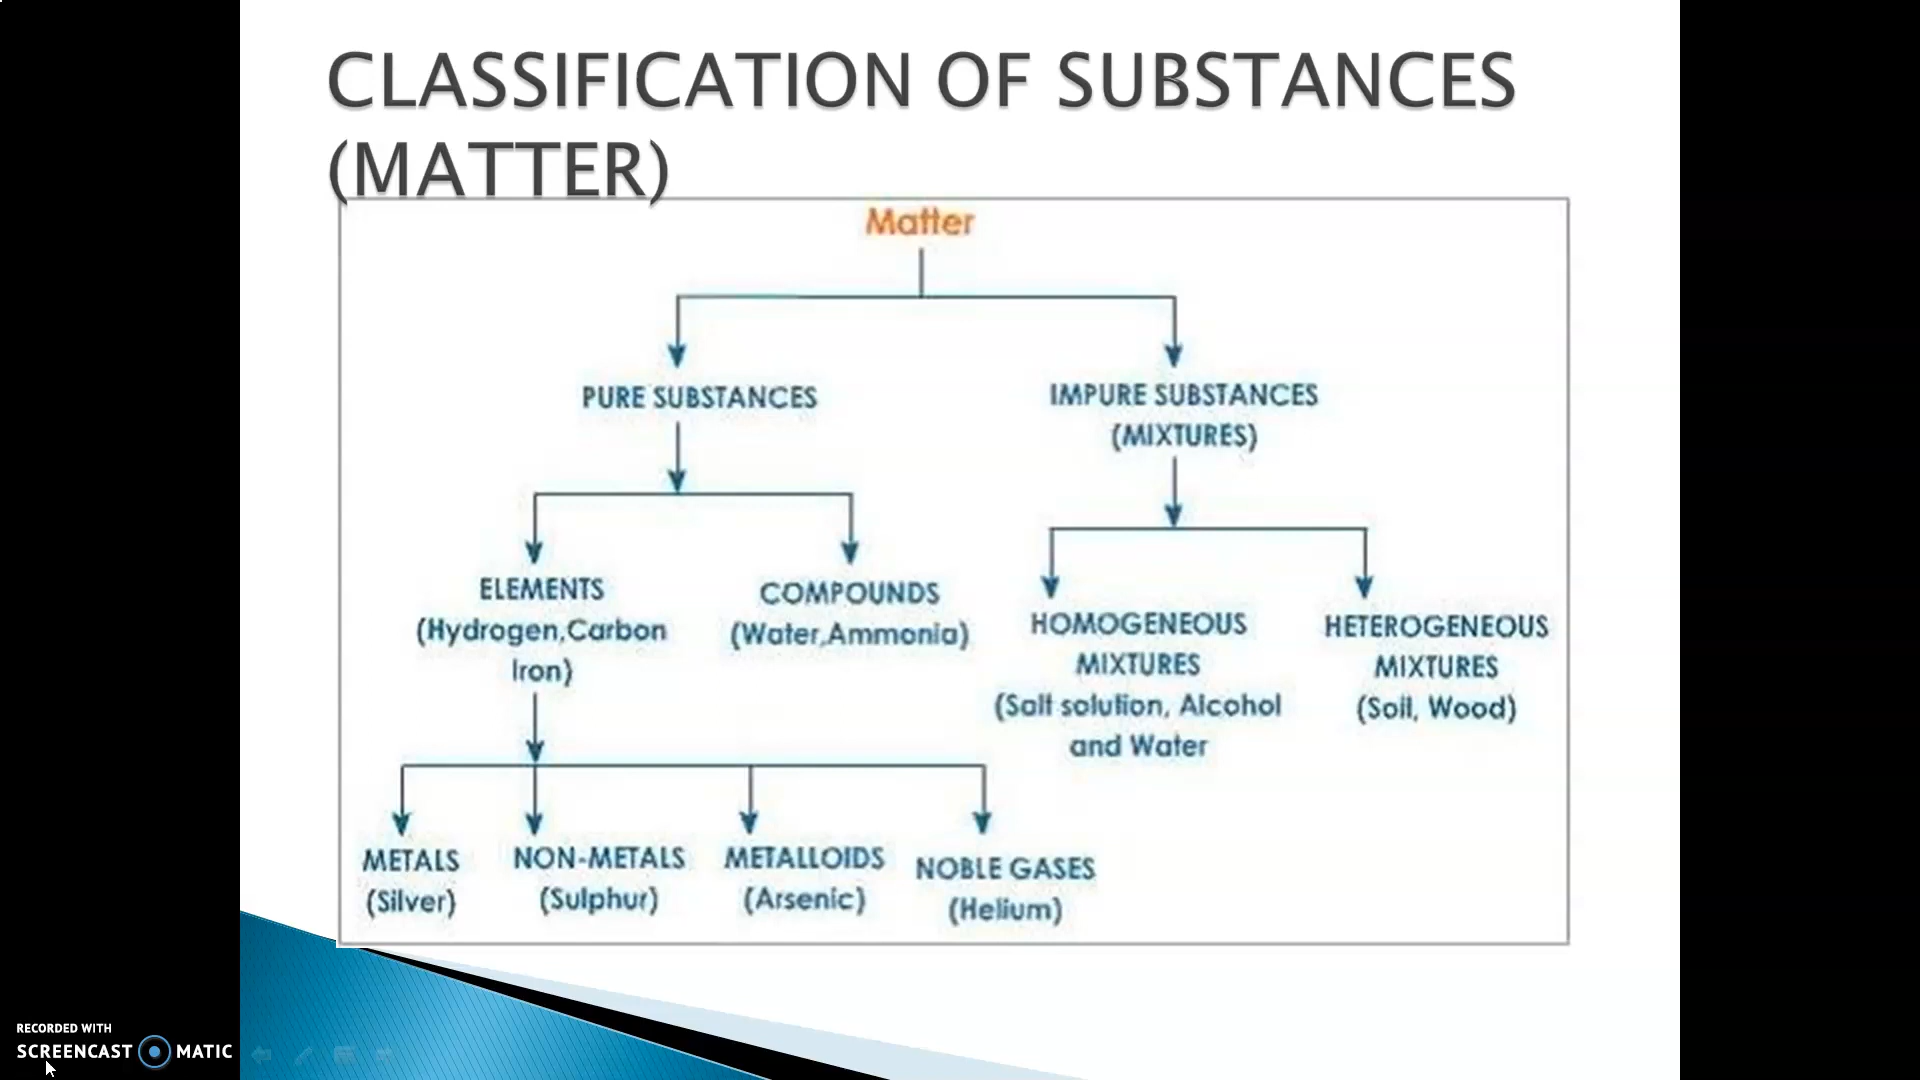 CLASSIFICATION OF SUBSTANCES
(MATTER)
Matter
PURE SUBSTANCES
IMPURE SUBSTANCES
(MIXTURES)
ELEMENTS
(Hydrogen,Carbon
Iron)
COMPOUNDS
(Water,Ammonia)
HOMOGENEOUS
MIXTURES
(Salt solution, Alcohol
and Water
HETEROGENEOUS
MIXTURES
(Soil, Wood)
METALS
(Silver)
NON-METALS
(Sulphur)
METALLOIDS
(Arsenic)
NOBLE GASES
(Helium)
RECORDED WITH
SCREENCAST MATIC